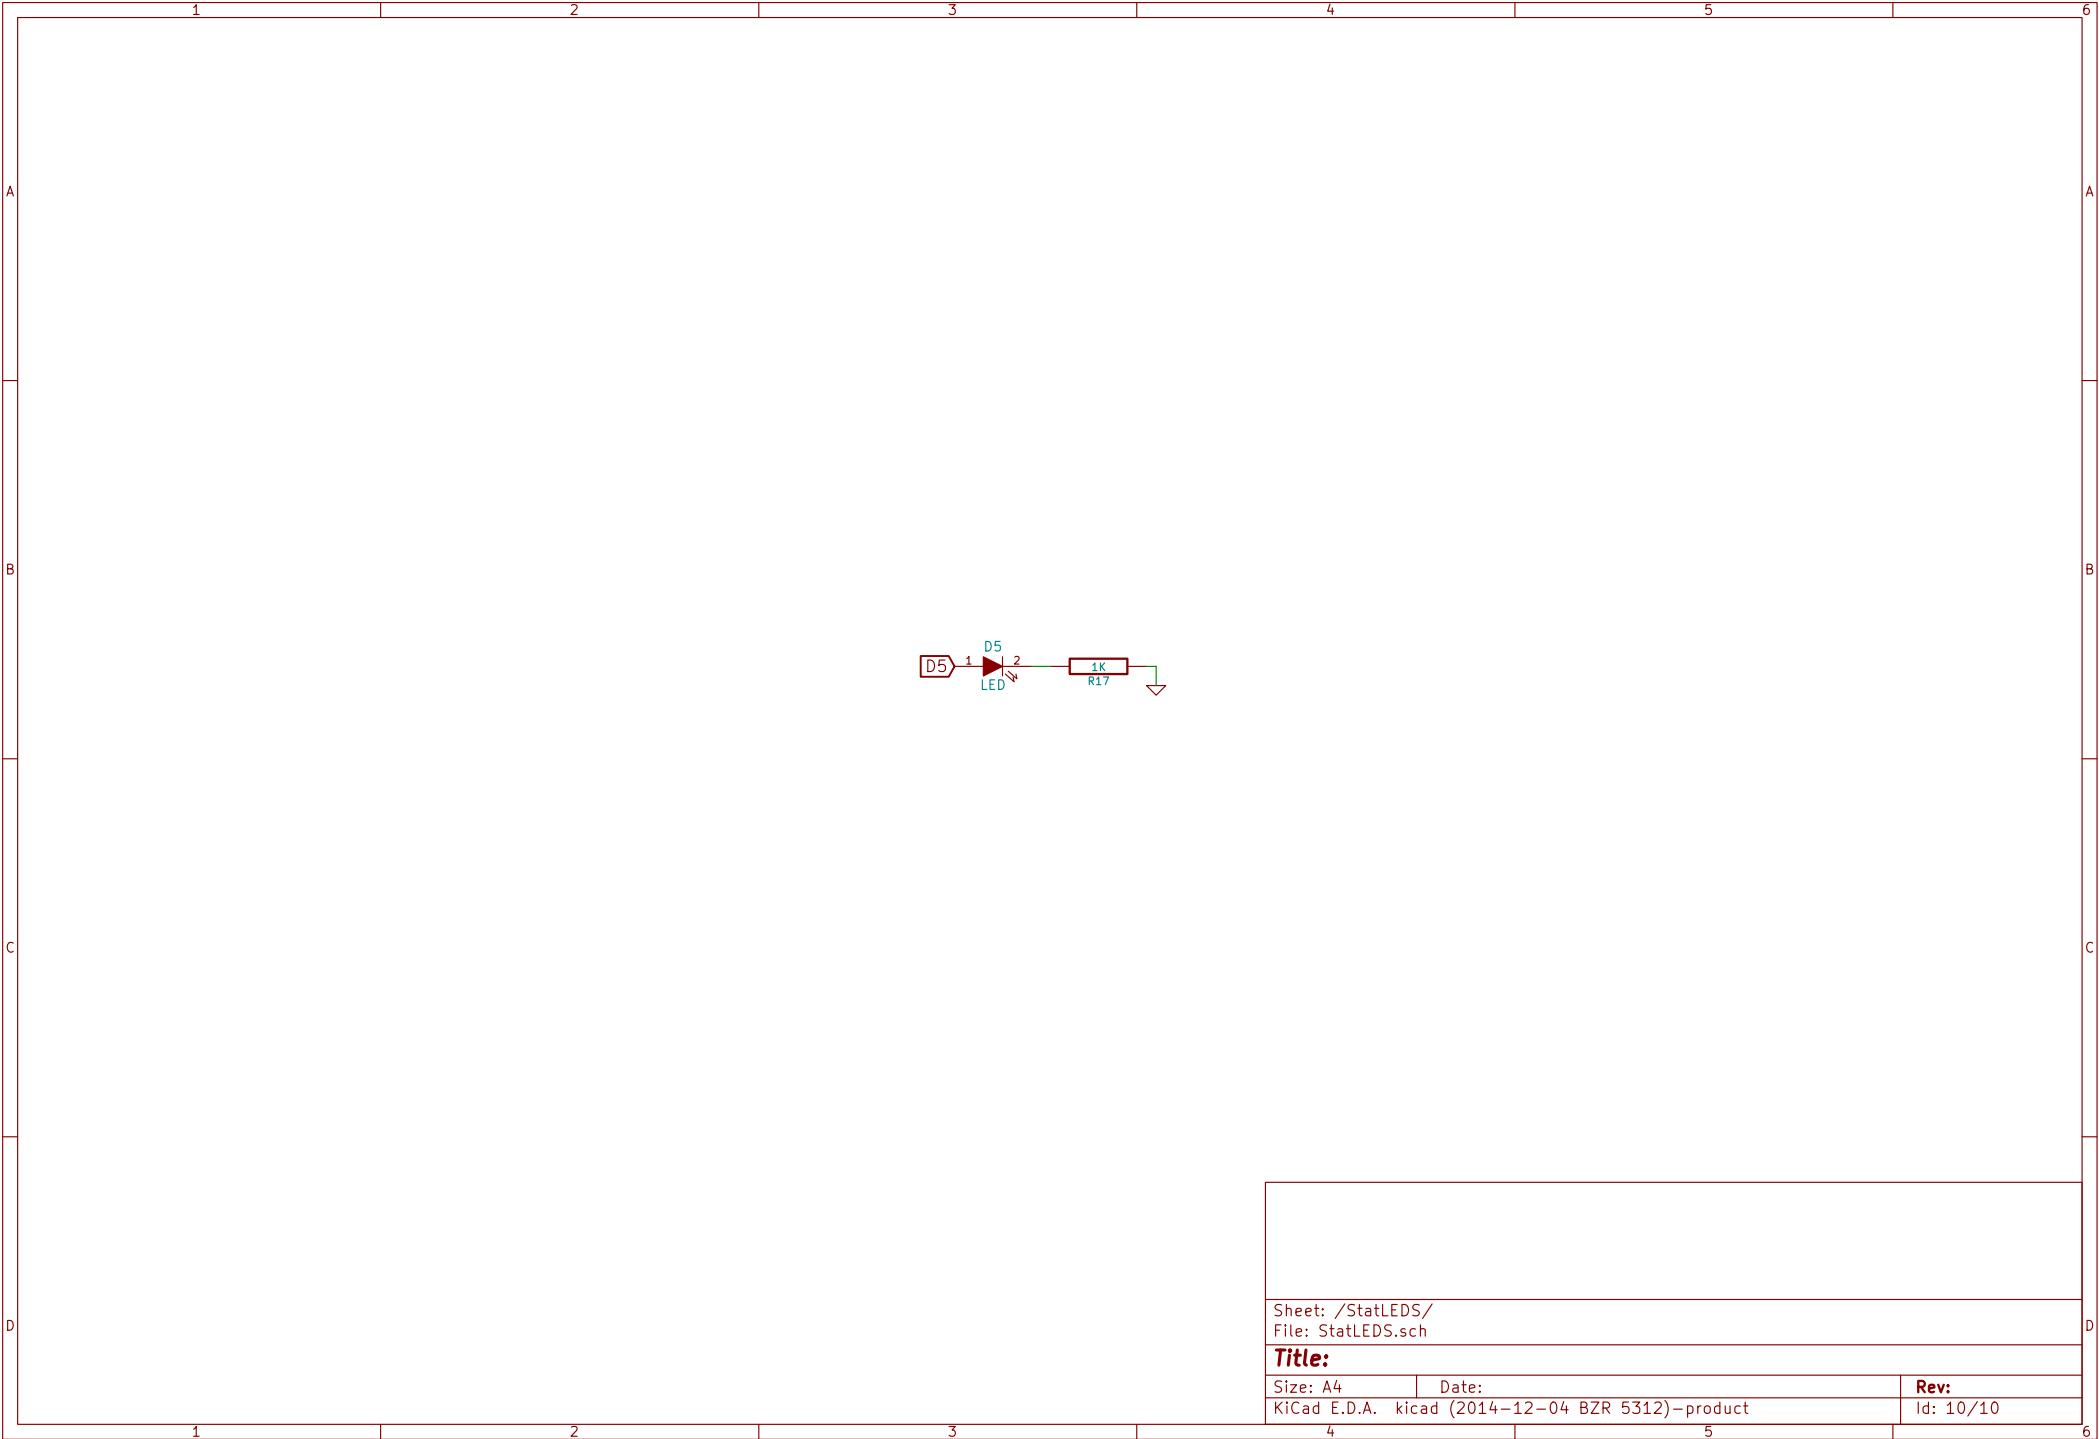 1 2 3 4 5 6
A A
B B
D5
D5 1 2 1K
LED R17
C C
Sheet: /StatLEDS/
D File: StatLEDS.sch D
Title:
Size: A4 Date: Rev:
KiCad E.D.A. kicad (2014-12-04 BZR 5312)-product Id: 10/10
1 2 3 4 5 6